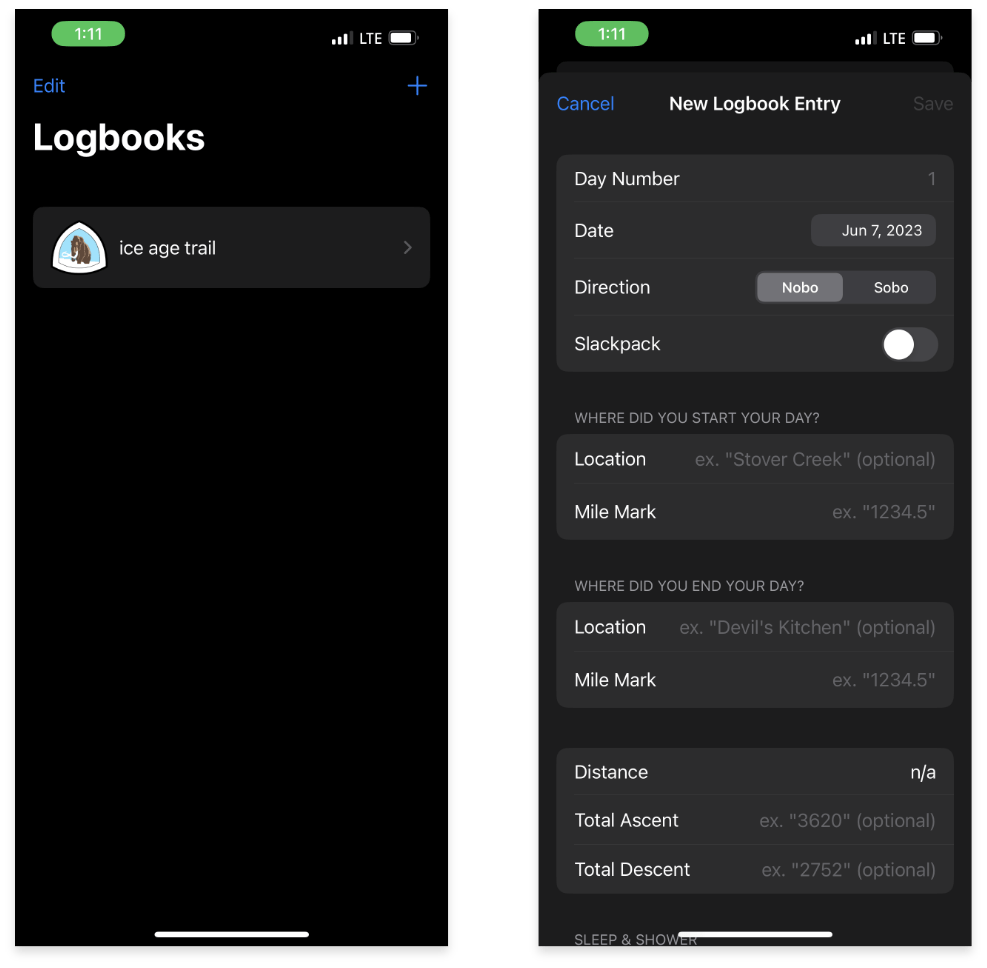 1:11
LTE
Edit
+
Logbooks
ice age trail
1:11
LTE
Cancel New Logbook Entry Save
Day Number 1
Date Jun 7, 2023
Direction Nobo Sobo
Slackpack
WHERE DID YOU START YOUR DAY?
Location ex. "Stover Creek" (optional)
Mile Mark ex. "1234.5"
WHERE DID YOU END YOUR DAY?
Location ex. "Devil's Kitchen" (optional)
Mile Mark ex. "1234.5"
Distance n/a
Total Ascent ex. "3620" (optional)
Total Descent ex. "2752" (optional)
SLEEP & SHOWER